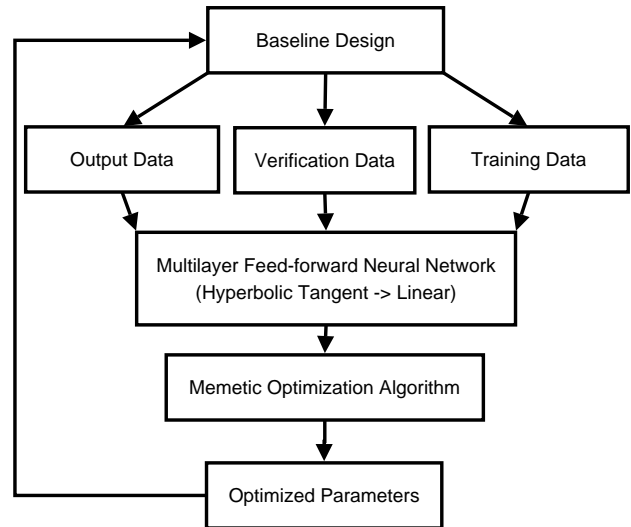 Baseline Design
Output Data
Verification Data
Training Data
Multilayer Feed-forward Neural Network
(Hyperbolic Tangent -> Linear)
Memetic Optimization Algorithm
Optimized Parameters